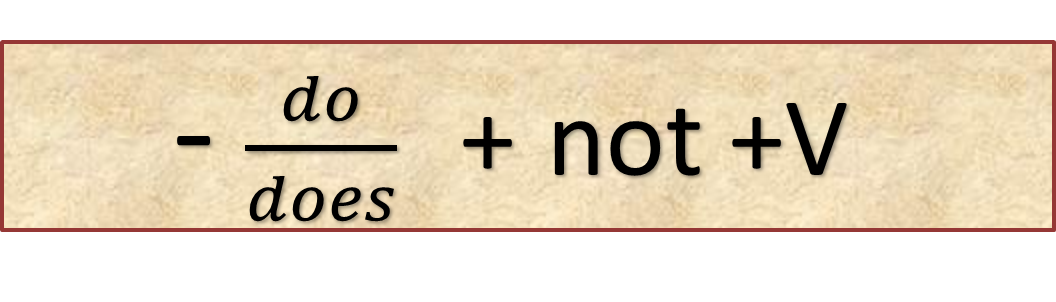 - do/does + not +V